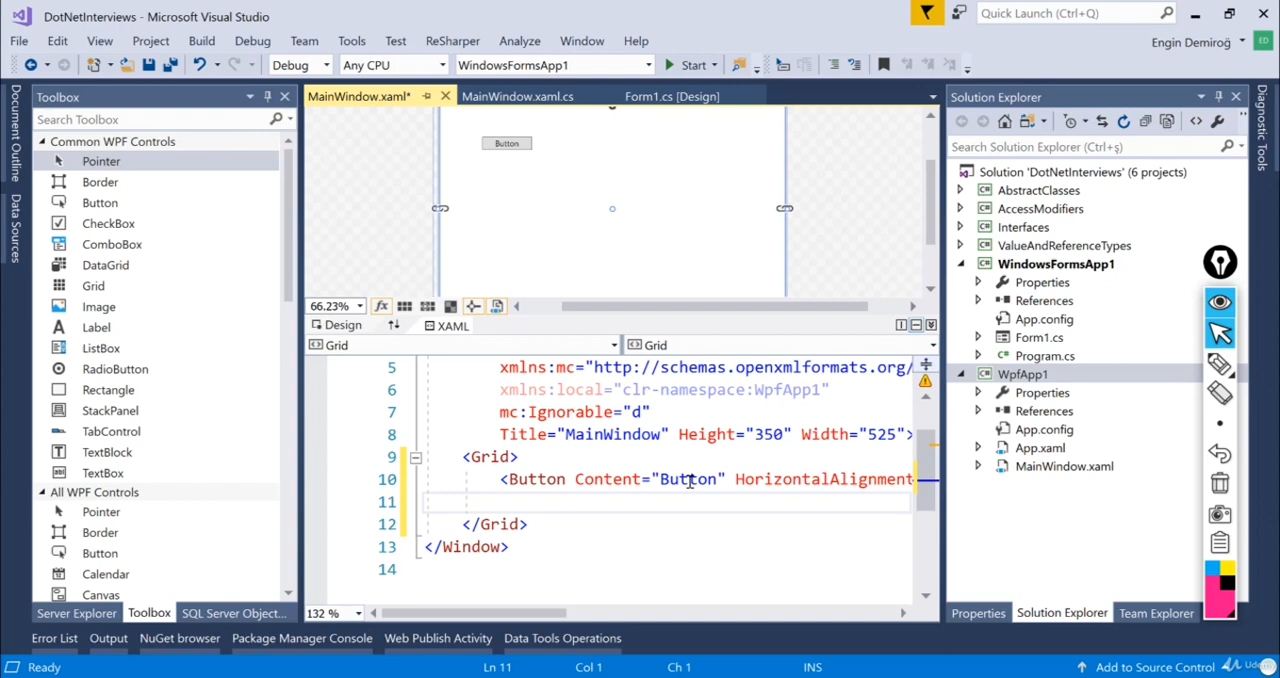 DotNetInterviews - Microsoft Visual Studio
Quick Launch (Ctrl+Q)
File Edit View Project Build Debug Team Tools Test ReSharper Analyze Window Help
Engin Demiroğ ED
Debug Any CPU WindowsFormsApp1 Start
Document Outline
Data Sources
Toolbox
Search Toolbox
Common WPF Controls
Pointer
Border
Button
CheckBox
ComboBox
DataGrid
Grid
Image
Label
ListBox
RadioButton
Rectangle
StackPanel
TabControl
TextBlock
TextBox
All WPF Controls
Pointer
Border
Button
Calendar
Canvas
Server Explorer Toolbox SQL Server Object...
MainWindow.xaml* MainWindow.xaml.cs Form1.cs [Design]
Button
66.23% fx
Design XAML
Grid Grid
5 xmlns:mc="http://schemas.openxmlformats.org/
6 xmlns:local="clr-namespace:WpfApp1"
7 mc:Ignorable="d"
8 Title="MainWindow" Height="350" Width="525">
9 <Grid>
10 <Button Content="Button" HorizontalAlignment
11
12 </Grid>
13 </Window>
14
132 %
Solution Explorer
Search Solution Explorer (Ctrl+ş)
Solution 'DotNetInterviews' (6 projects)
AbstractClasses
AccessModifiers
Interfaces
ValueAndReferenceTypes
WindowsFormsApp1
Properties
References
App.config
Form1.cs
Program.cs
WpfApp1
Properties
References
App.config
App.xaml
MainWindow.xaml
Properties Solution Explorer Team Explorer
Diagnostic Tools
Error List Output NuGet browser Package Manager Console Web Publish Activity Data Tools Operations
Ready Ln 11 Col 1 Ch 1 INS Add to Source Control Udemy